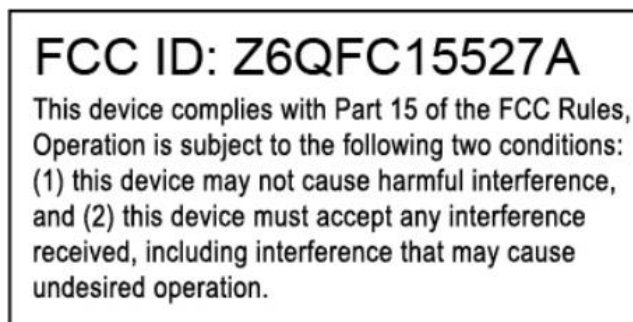 FCC ID: Z6QFC15527A
This device complies with Part 15 of the FCC Rules,
Operation is subject to the following two conditions:
(1) this device may not cause harmful interference,
and (2) this device must accept any interference
received, including interference that may cause
undesired operation.